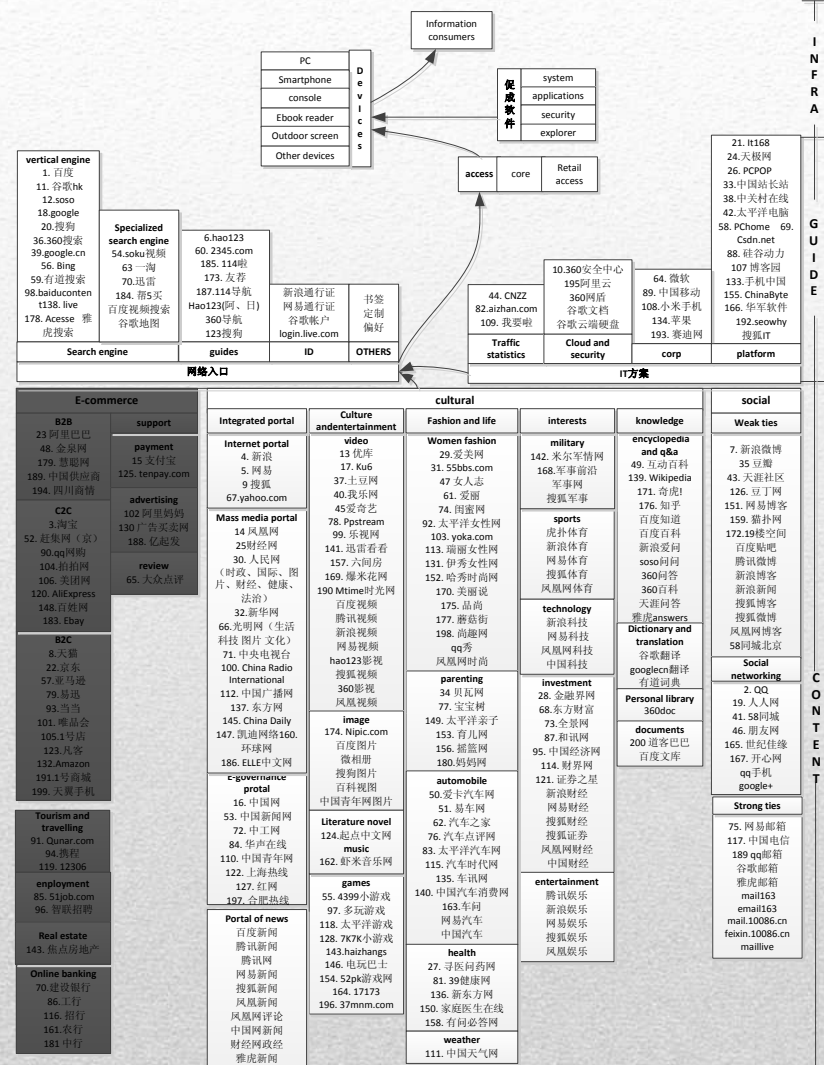 Information
consumers
PC
Smartphone
console
Ebook reader
Outdoor screen
Other devices
Devices
促成软件
system
applications
security
explorer
access
core
Retail
access
INFRA
GUIDE
CONTENT
vertical engine
1. 百度
11. 谷歌hk
12.soso
18.google
20.搜狗
36.360搜索
39.google.cn
56. Bing
59.有道搜索
98.baiduconten
t138. live
178. Acesse 雅
虎搜索
Specialized
search engine
54.soku视频
63 一淘
70.迅雷
184. 帮5买
百度视频搜索
谷歌地图
Search engine
6.hao123
60. 2345.com
185. 114啦
173. 友荐
187.114导航
Hao123(阿、日)
360导航
123搜狗
guides
新浪通行证
网易通行证
谷歌帐户
login.live.com
ID
书签
定制
偏好
OTHERS
网络入口
44. CNZZ
82.aizhan.com
109. 我要啦
Traffic
statistics
10.360安全中心
195阿里云
360网盾
谷歌文档
谷歌云端硬盘
Cloud and
security
64. 微软
89. 中国移动
108.小米手机
134.苹果
193. 赛迪网
corp
21. It168
24.天极网
26. PCPOP
33.中国站长站
38.中关村在线
42.太平洋电脑
58. PChome 69.
Csdn.net
88. 硅谷动力
107 博客园
133.手机中国
155. ChinaByte
166. 华军软件
192.seowhy
搜狐IT
platform
IT方案
E-commerce
B2B
23 阿里巴巴
48. 金泉网
179. 慧聪网
189. 中国供应商
194. 四川商情
C2C
3.淘宝
52. 赶集网（京）
90.qq网购
104.拍拍网
106. 美团网
120. AliExpress
148.百姓网
183. Ebay
B2C
8.天猫
22.京东
57.亚马逊
79.易迅
93.当当
101. 唯品会
105.1号店
123.凡客
132.Amazon
191.1号商城
199. 天翼手机
Tourism and
travelling
91. Qunar.com
94.携程
119. 12306
enployment
85. 51job.com
96. 智联招聘
Real estate
143. 焦点房地产
Online banking
70.建设银行
86.工行
116. 招行
161.农行
181 中行
support
payment
15 支付宝
125. tenpay.com
advertising
102 阿里妈妈
130 广告买卖网
188. 亿起发
review
65. 大众点评
cultural
Integrated portal
Internet portal
4. 新浪
5. 网易
9 搜狐
67.yahoo.com
Mass media portal
14 凤凰网
25财经网
30. 人民网
（时政、国际、图
片、财经、健康、
法治）
32.新华网
66.光明网（生活
科技 图片 文化）
71. 中央电视台
100. China Radio
International
112. 中国广播网
137. 东方网
145. China Daily
147. 凯迪网络160.
环球网
186. ELLE中文网
E-governance
protal
16. 中国网
53. 中国新闻网
72. 中工网
84. 华声在线
110. 中国青年网
122. 上海热线
127. 红网
197. 合肥热线
Portal of news
百度新闻
腾讯新闻
腾讯网
网易新闻
搜狐新闻
凤凰新闻
凤凰网评论
中国网新闻
财经网政经
雅虎新闻
Culture
andentertainment
video
13 优库
17. Ku6
37.土豆网
40.我乐网
45爱奇艺
78. Ppstream
99. 乐视网
141. 迅雷看看
157. 六间房
169. 爆米花网
190 Mtime时光网
百度视频
腾讯视频
新浪视频
网易视频
hao123影视
搜狐视频
360影视
凤凰视频
image
174. Nipic.com
百度图片
微相册
搜狗图片
百科视图
中国青年网图片
Literature novel
124.起点中文网
music
162. 虾米音乐网
games
55. 4399小游戏
97. 多玩游戏
118. 太平洋游戏
128. 7K7K小游戏
143.haizhangs
146. 电玩巴士
154. 52pk游戏网
164. 17173
196. 37mnm.com
Fashion and life
Women fashion
29.爱美网
31. 55bbs.com
47 女人志
61. 爱丽
74. 闺蜜网
92. 太平洋女性网
103. yoka.com
113. 瑞丽女性网
131. 伊秀女性网
152. 哈秀时尚网
170. 美丽说
175. 品尚
177. 蘑菇街
198. 尚趣网
qq秀
凤凰网时尚
parenting
34 贝瓦网
77. 宝宝树
149. 太平洋亲子
153. 育儿网
156. 摇篮网
180.妈妈网
automobile
50.爱卡汽车网
51. 易车网
62. 汽车之家
76. 汽车点评网
83. 太平洋汽车网
115. 汽车时代网
135. 车讯网
140. 中国汽车消费网
163.车问
网易汽车
中国汽车
health
27. 寻医问药网
81. 39健康网
136. 新东方网
150. 家庭医生在线
158. 有问必答网
weather
111. 中国天气网
interests
military
142. 米尔军情网
168.军事前沿
军事网
搜狐军事
sports
虎扑体育
新浪体育
网易体育
搜狐体育
凤凰网体育
technology
新浪科技
网易科技
凤凰网科技
中国科技
investment
28. 金融界网
68.东方财富
73.全景网
87.和讯网
95. 中国经济网
114. 财界网
121. 证券之星
新浪财经
网易财经
搜狐财经
搜狐证券
凤凰网财经
中国财经
entertainment
腾讯娱乐
新浪娱乐
网易娱乐
搜狐娱乐
凤凰娱乐
knowledge
encyclopedia
and q&a
49. 互动百科
139. Wikipedia
171. 奇虎!
176. 知乎
百度知道
百度百科
新浪爱问
soso问问
360问答
360百科
天涯问答
雅虎answers
Dictionary and
translation
谷歌翻译
googlecn翻译
有道词典
Personal library
360doc
documents
200 道客巴巴
百度文库
social
Weak ties
7. 新浪微博
35 豆瓣
43. 天涯社区
126. 豆丁网
151. 网易博客
159. 猫扑网
172.19楼空间
百度贴吧
腾讯微博
新浪博客
新浪新闻
搜狐博客
搜狐微博
凤凰网博客
58同城北京
Social
networking
2. QQ
19. 人人网
41. 58同城
46. 朋友网
165. 世纪佳缘
167. 开心网
qq手机
google+
Strong ties
75. 网易邮箱
117. 中国电信
189 qq邮箱
谷歌邮箱
雅虎邮箱
mail163
email163
mail.10086.cn
feixin.10086.cn
maillive